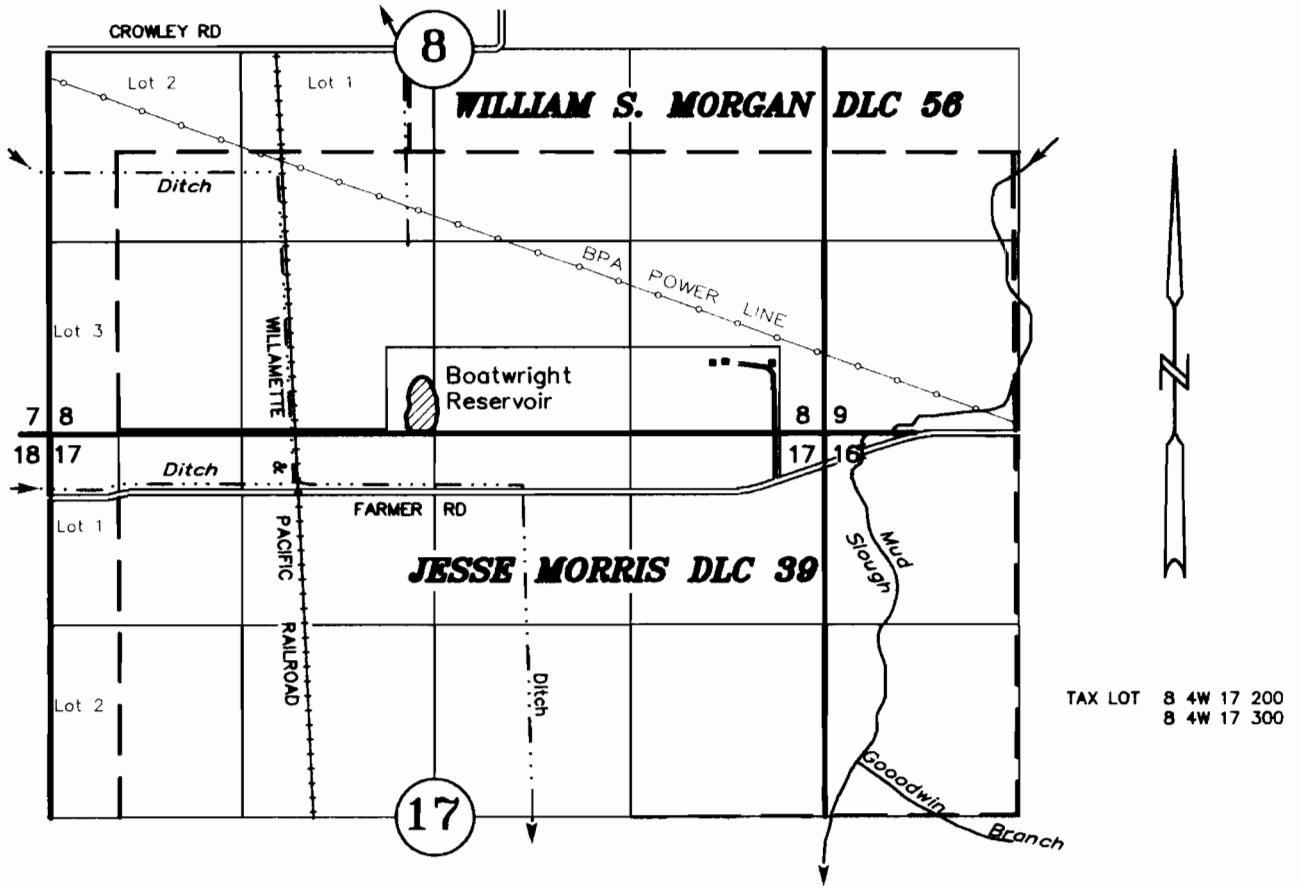 CROWLEY RD
8
Lot 2
Lot 1
WILLIAM S. MORGAN DLC 56
Ditch
BPA POWER LINE
Lot 3
WILLAMETTE & PACIFIC RAILROAD
Boatwright
Reservoir
7 8
8 9
18 17
17 16
Ditch
FARMER RD
Lot 1
JESSE MORRIS DLC 39
Mud
Slough
N
Lot 2
Ditch
TAX LOT 8 4W 17 200
8 4W 17 300
17
Gooodwin Branch